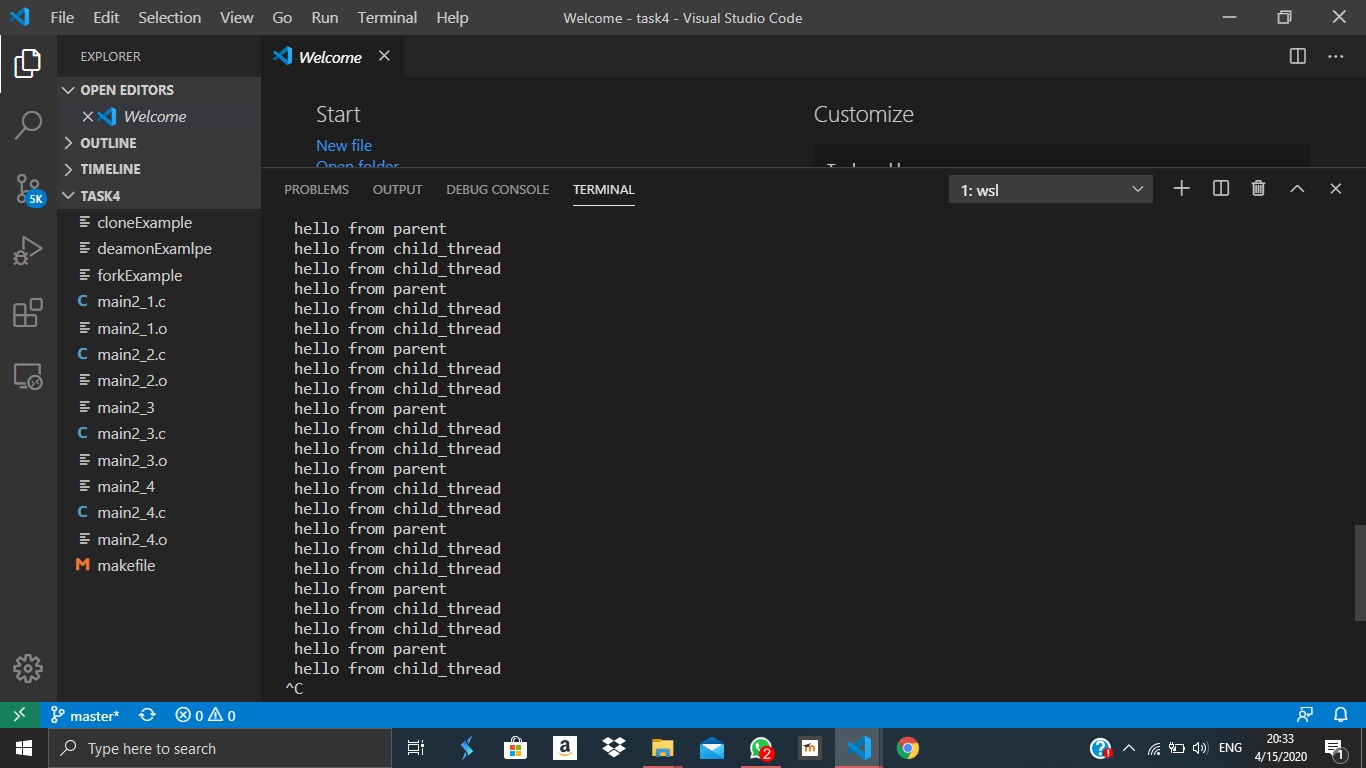 File Edit Selection View Go Run Terminal Help
Welcome - task4 - Visual Studio Code
EXPLORER
OPEN EDITORS
Welcome
OUTLINE
TIMELINE
TASK4
cloneExample
deamonExamlpe
forkExample
C main2_1.c
main2_1.o
C main2_2.c
main2_2.o
main2_3
C main2_3.c
main2_3.o
main2_4
C main2_4.c
main2_4.o
M makefile
5K
Welcome
Start
New file
Open folder
Customize
PROBLEMS OUTPUT DEBUG CONSOLE TERMINAL
1: wsl
hello from parent
hello from child_thread
hello from child_thread
hello from parent
hello from child_thread
hello from child_thread
hello from parent
hello from child_thread
hello from child_thread
hello from parent
hello from child_thread
hello from child_thread
hello from parent
hello from child_thread
hello from child_thread
hello from parent
hello from child_thread
hello from child_thread
hello from parent
hello from child_thread
hello from child_thread
hello from parent
hello from child_thread
^C
master* 0 0
Type here to search
a
2
m
ENG
20:33
4/15/2020
1